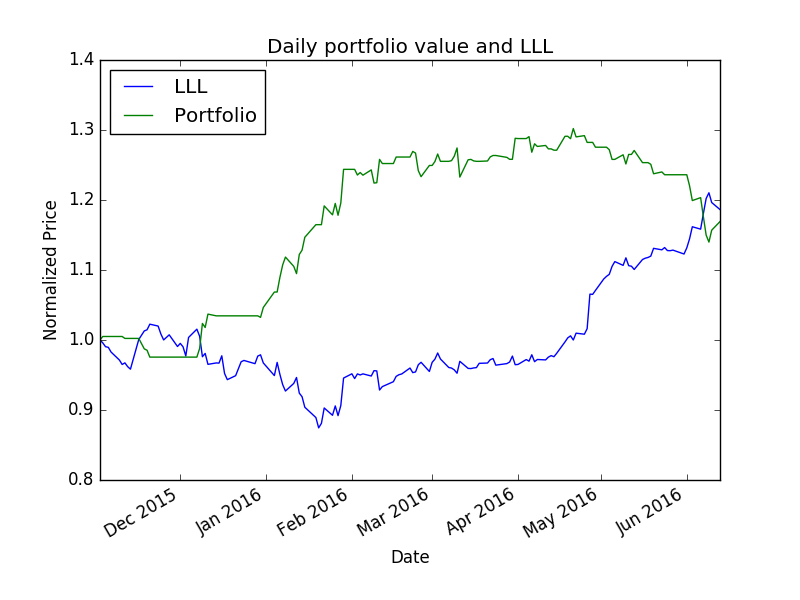 Daily portfolio value and LLL
1.4
1.3
1.2
1.1
1.0
0.9
0.8
Normalized Price
LLL
Portfolio
Dec 2015
Jan 2016
Feb 2016
Mar 2016
Apr 2016
May 2016
Jun 2016
Date